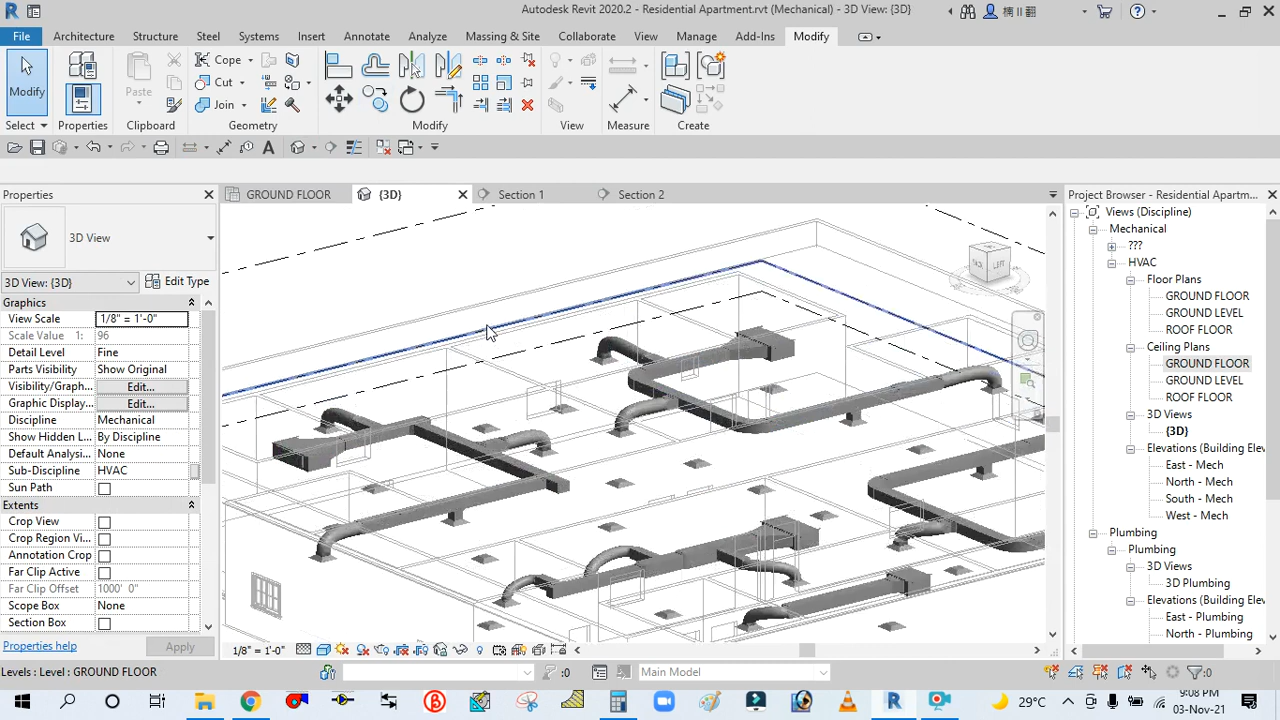 Autodesk Revit 2020.2 - Residential Apartment.rvt (Mechanical) - 3D View: {3D}
File Architecture Structure Steel Systems Insert Annotate Analyze Massing & Site Collaborate View Manage Add-Ins Modify
Modify
Properties
Paste
Cope
Cut
Join
Select Properties Clipboard Geometry Modify View Measure Create
Properties
GROUND FLOOR {3D} Section 1 Section 2
Project Browser - Residential Apartm...
3D View
3D View: {3D} Edit Type
Graphics
View Scale 1/8" = 1'-0"
Scale Value 1: 96
Detail Level Fine
Parts Visibility Show Original
Visibility/Graph... Edit...
Graphic Display... Edit...
Discipline Mechanical
Show Hidden L... By Discipline
Default Analysi... None
Sub-Discipline HVAC
Sun Path
Extents
Crop View
Crop Region Vi...
Annotation Crop
Far Clip Active
Far Clip Offset 1000' 0"
Scope Box None
Section Box
Properties help Apply
BACK LEFT
Views (Discipline)
Mechanical
???
HVAC
Floor Plans
GROUND FLOOR
GROUND LEVEL
ROOF FLOOR
Ceiling Plans
GROUND FLOOR
GROUND LEVEL
ROOF FLOOR
3D Views
{3D}
Elevations (Building Ele
East - Mech
North - Mech
South - Mech
West - Mech
Plumbing
Plumbing
3D Views
3D Plumbing
Elevations (Building Ele
East - Plumbing
North - Plumbing
1/8" = 1'-0"
Levels : Level : GROUND FLOOR
:0 Main Model :0
29°C
9:08 PM
03-Nov-21